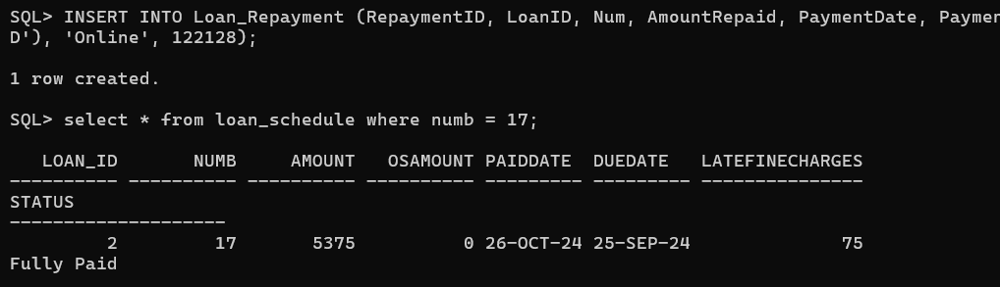 SQL> INSERT INTO Loan_Repayment (RepaymentID, LoanID, Num, AmountRepaid, PaymentDate, Paymen
D'), 'Online', 122128);
1 row created.
SQL> select * from loan_schedule where numb = 17;
LOAN_ID NUMB AMOUNT OSAMOUNT PAIDDATE DUEDATE LATEFINECHARGES
---------- ---------- ---------- ---------- --------- --------- ---------------
STATUS
--------------------
2 17 5375 0 26-OCT-24 25-SEP-24 75
Fully Paid